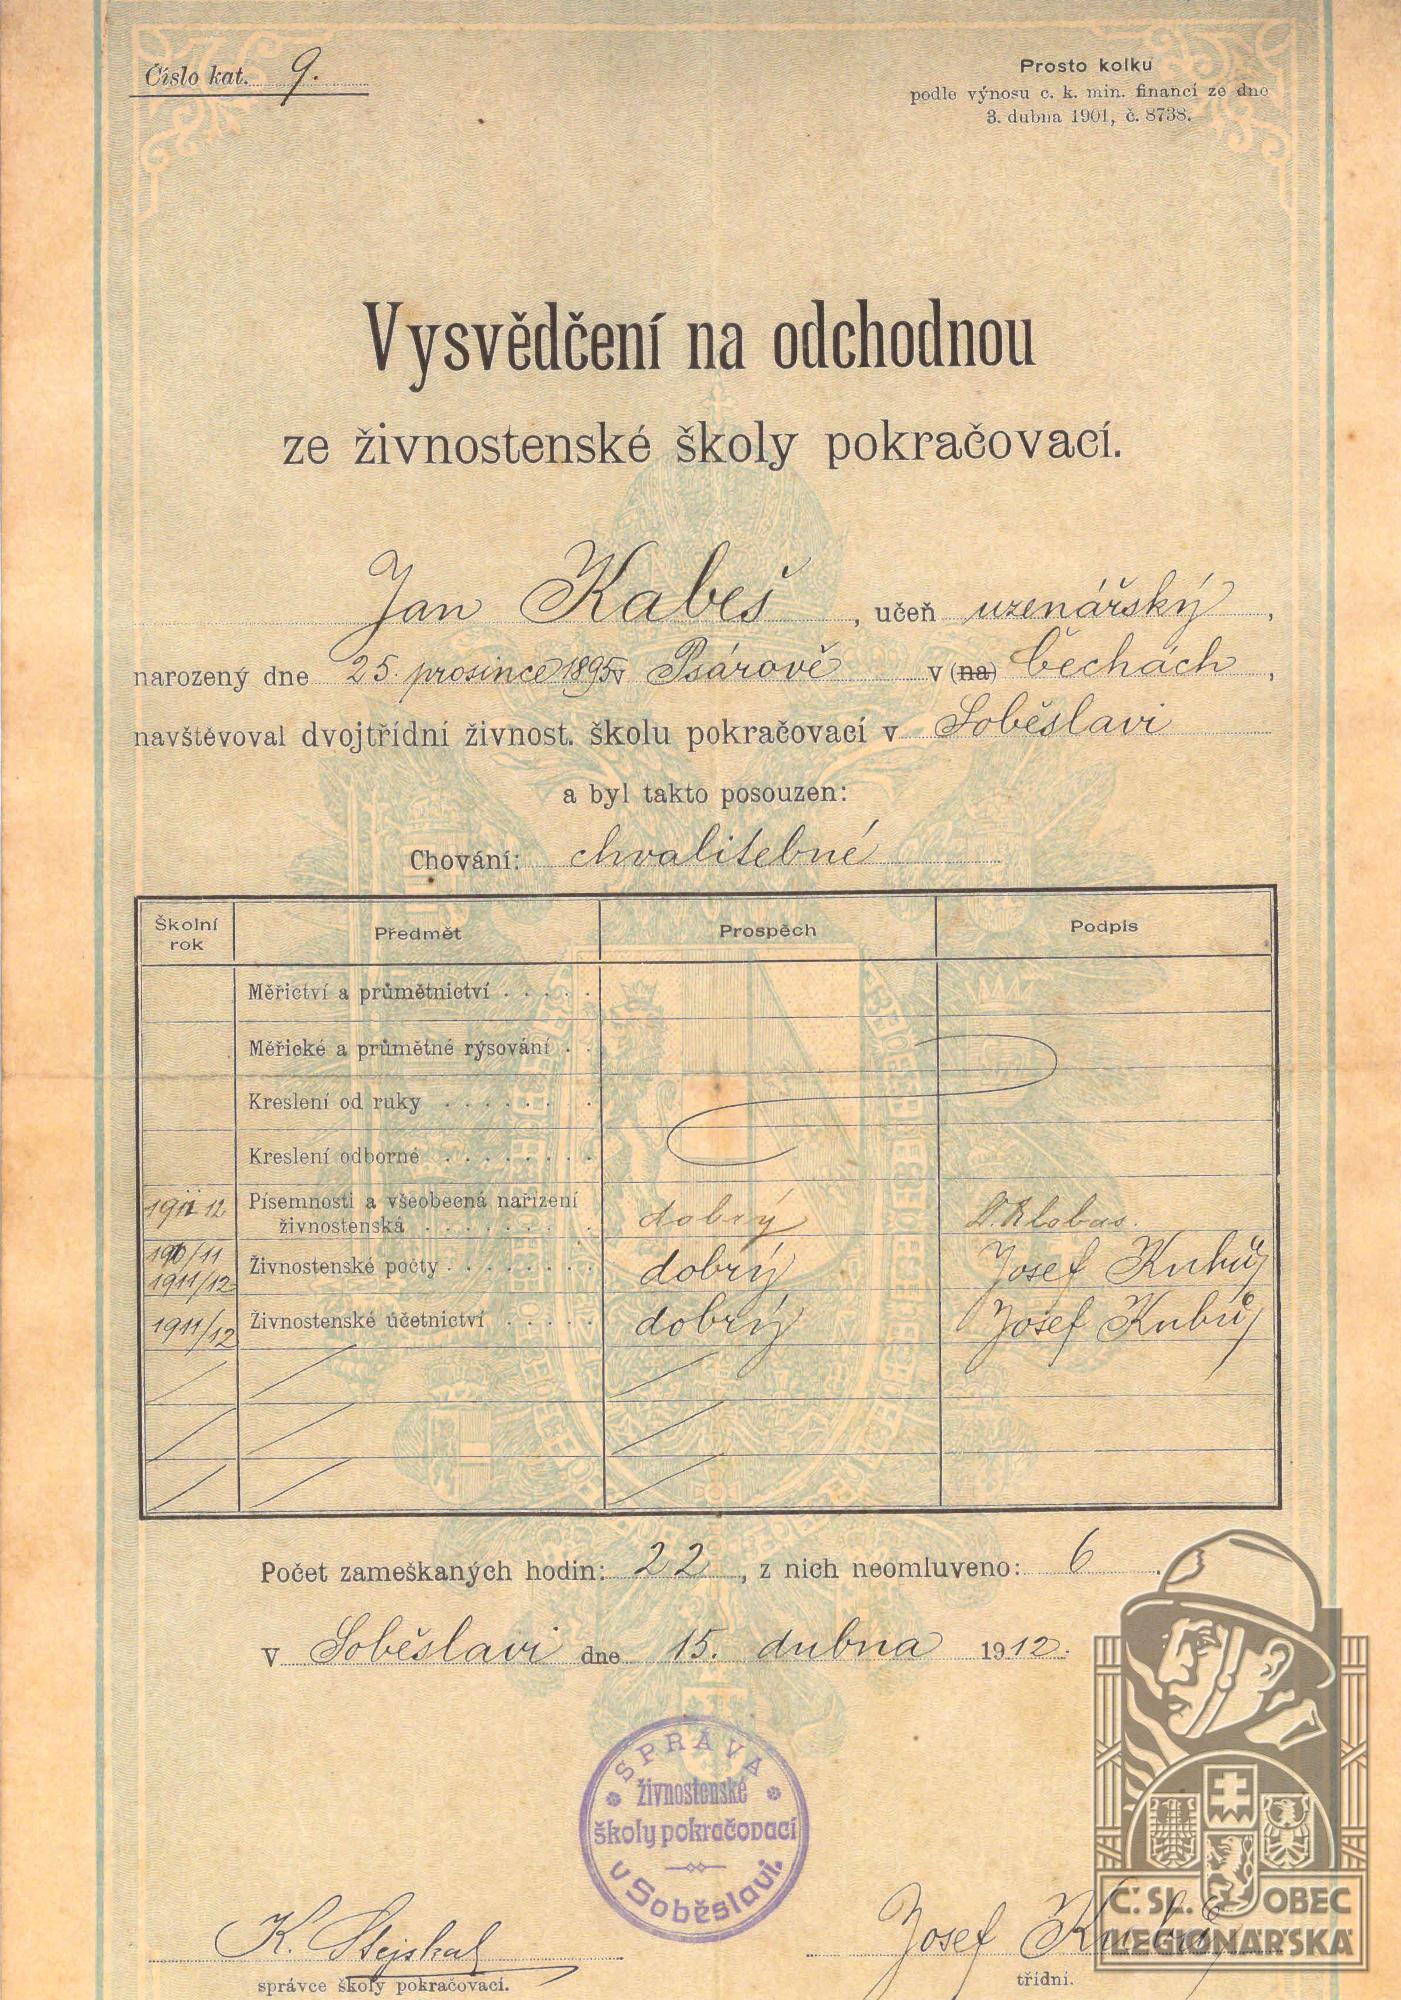 Číslo kat. 9.
Prosto kolku
podle výnosu c. k. min. financí ze dne
3. dubna 1901, č. 8738.
Vysvědčení na odchodnou
ze živnostenské školy pokračovací.
Jan Kabeš, učeň uzenářský,
narozený dne 25. prosince 1895 v Psárově v (na) Čechách,
navštěvoval dvojtřídní živnost. školu pokračovací v Soběslavi
a byl takto posouzen:
Chování: chvalitebné
Školní rok Předmět Prospěch Podpis
Měřictví a průmětnictví
Měřické a průmětné rýsování
Kreslení od ruky
Kreslení odborné
1911 12 Písemnosti a všeobecná nařízení
živnostenská dobrý
1910/11
1911/12 Živnostenské počty dobrý Josef
1911/12 Živnostenské účetnictví dobrý Josef
Počet zameškaných hodin: 22, z nich neomluveno: 6.
V Soběslavi dne 15. dubna 1912.
SPRÁVA
živnostenské
školy pokračovací
v Soběslavi.
K. Stejskal
správce školy pokračovací.
Josef
třídní.
Č. SL. OBEC
LEGIONÁŘSKÁ